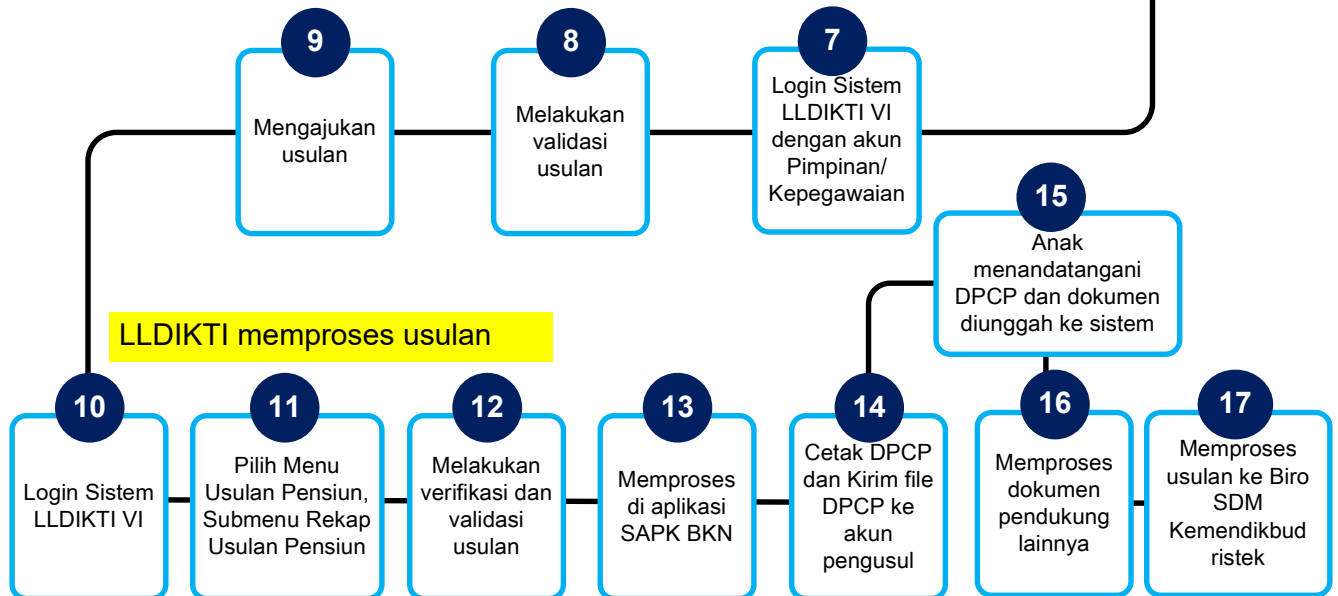 9
Mengajukan
usulan
8
Melakukan
validasi
usulan
7
Login Sistem
LLDIKTI VI
dengan akun
Pimpinan/
Kepegawaian
15
Anak
menandatangani
DPCP dan dokumen
diunggah ke sistem
LLDIKTI memproses usulan
10
Login Sistem
LLDIKTI VI
11
Pilih Menu
Usulan Pensiun,
Submenu Rekap
Usulan Pensiun
12
Melakukan
verifikasi dan
validasi
usulan
13
Memproses
di aplikasi
SAPK BKN
14
Cetak DPCP
dan Kirim file
DPCP ke
akun
pengusul
16
Memproses
dokumen
pendukung
lainnya
17
Memproses
usulan ke Biro
SDM
Kemendikbud
ristek